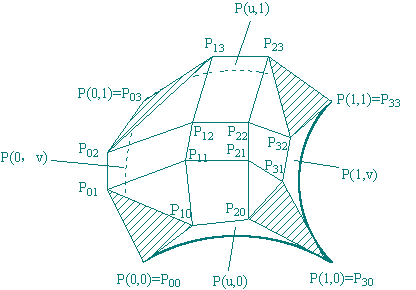 P(u,1)
P13 P23
P(0,1)=P03
P(1,1)=P33
P12 P22
P32
P02
P11 P21
P(0, v)
P31
P(1,v)
P01
P10 P20
P(0,0)=P00
P(u,0)
P(1,0)=P30